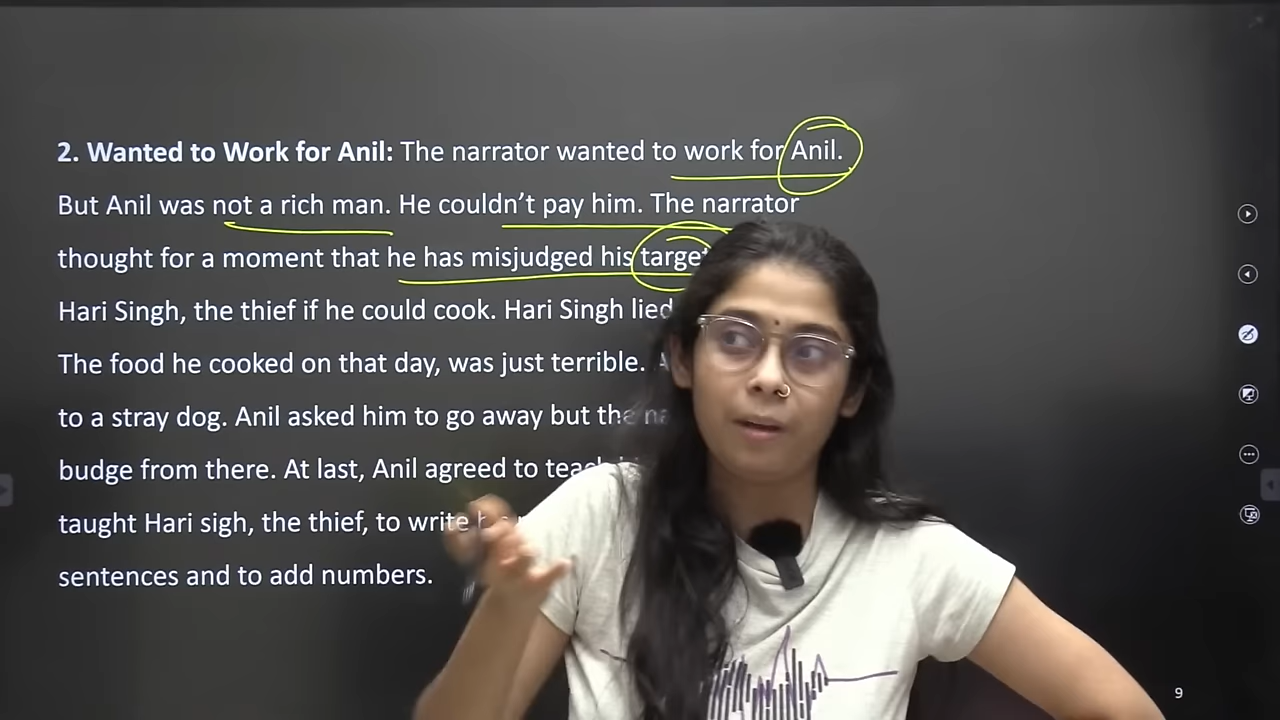 2. Wanted to Work for Anil: The narrator wanted to work for Anil.
But Anil was not a rich man. He couldn't pay him. The narrator
thought for a moment that he has misjudged his target
Hari Singh, the thief if he could cook. Hari Singh lied
The food he cooked on that day, was just terrible.
to a stray dog. Anil asked him to go away but the
budge from there. At last, Anil agreed to teach
taught Hari sigh, the thief, to write
sentences and to add numbers.
9